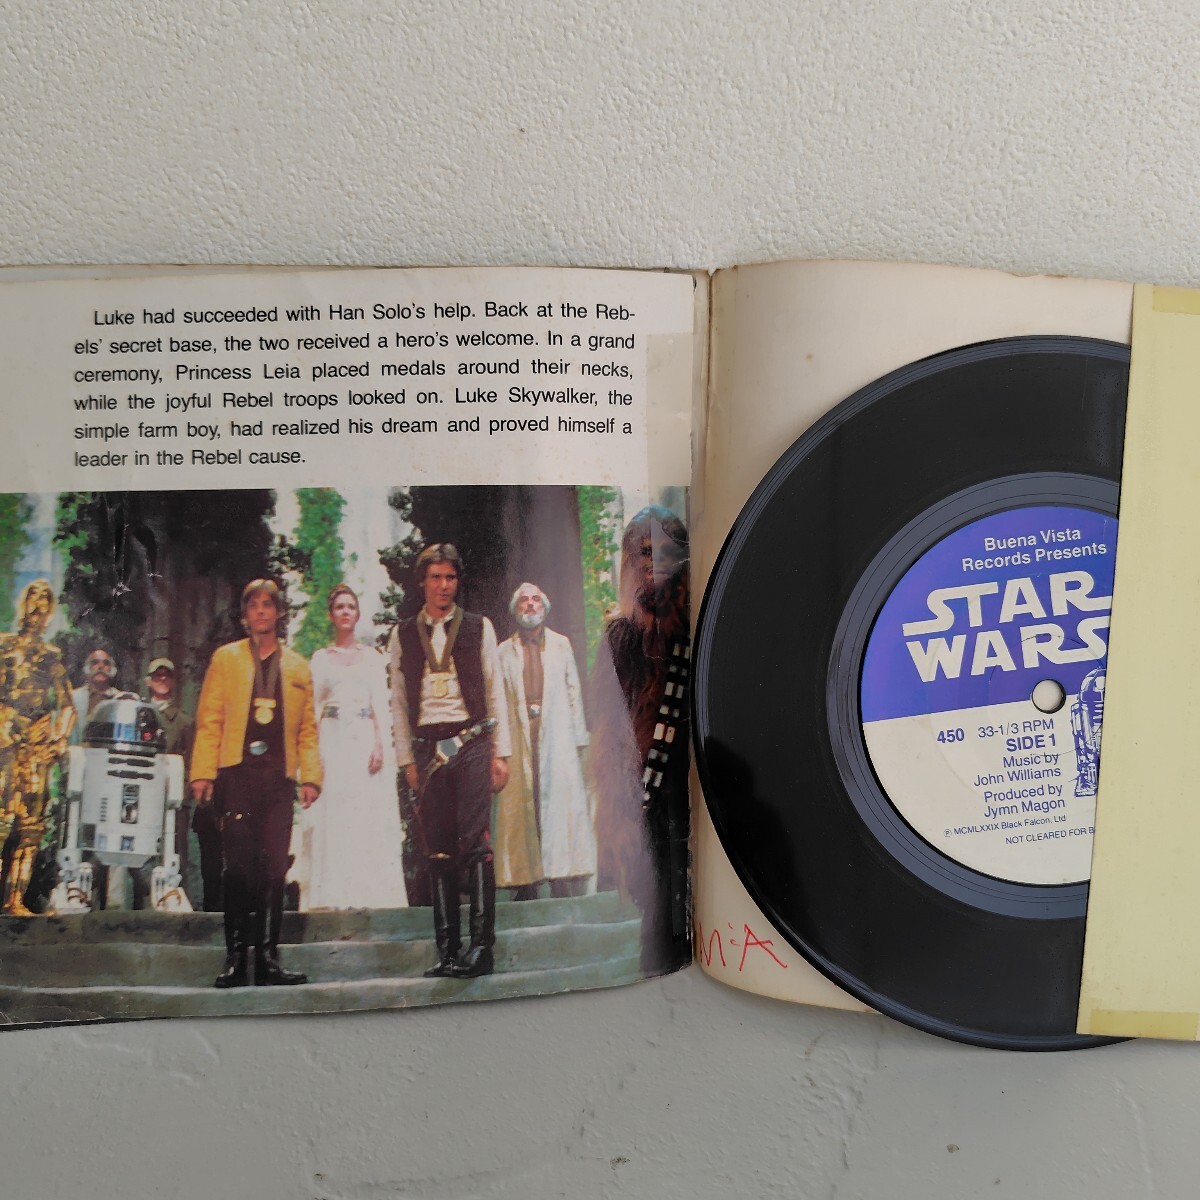 Luke had succeeded with Han Solo's help. Back at the Reb-
els' secret base, the two received a hero's welcome. In a grand
ceremony, Princess Leia placed medals around their necks,
while the joyful Rebel troops looked on. Luke Skywalker, the
simple farm boy, had realized his dream and proved himself a
leader in the Rebel cause.
Buena Vista
Records Presents
STAR
WARS
450 33-1/3 RPM
SIDE 1
Music by
John Williams
Produced by
Jymn Magon
℗ MCMLXXIX Black Falcon, Ltd
NOT CLEARED FOR B
McA